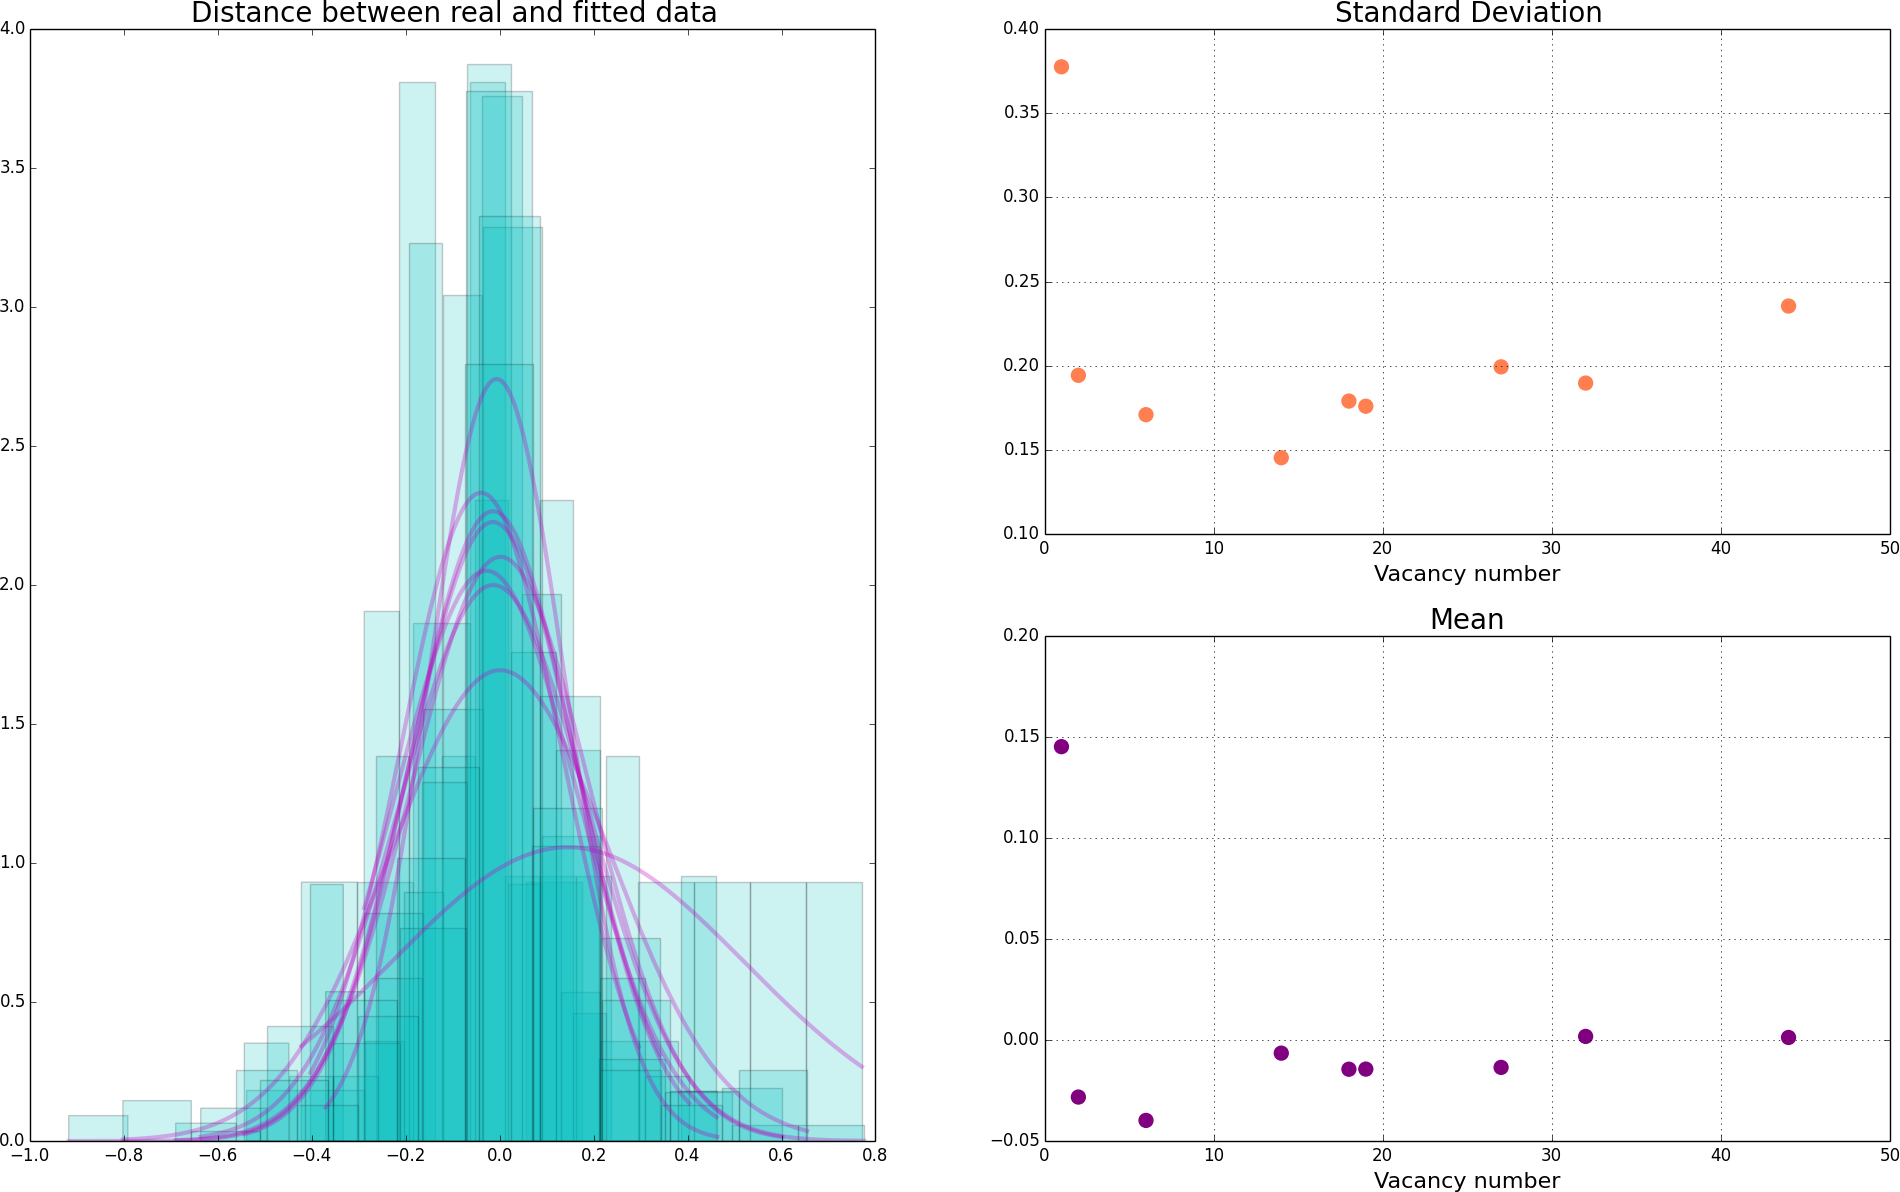 Distance between real and fitted data
4.0
3.5
3.0
2.5
2.0
1.5
1.0
0.5
0.0
−1.0 −0.8 −0.6 −0.4 −0.2 0.0 0.2 0.4 0.6 0.8
Standard Deviation
0.40
0.35
0.30
0.25
0.20
0.15
0.10
0 10 20 30 40 50
Vacancy number
Mean
0.20
0.15
0.10
0.05
0.00
−0.05
0 10 20 30 40 50
Vacancy number